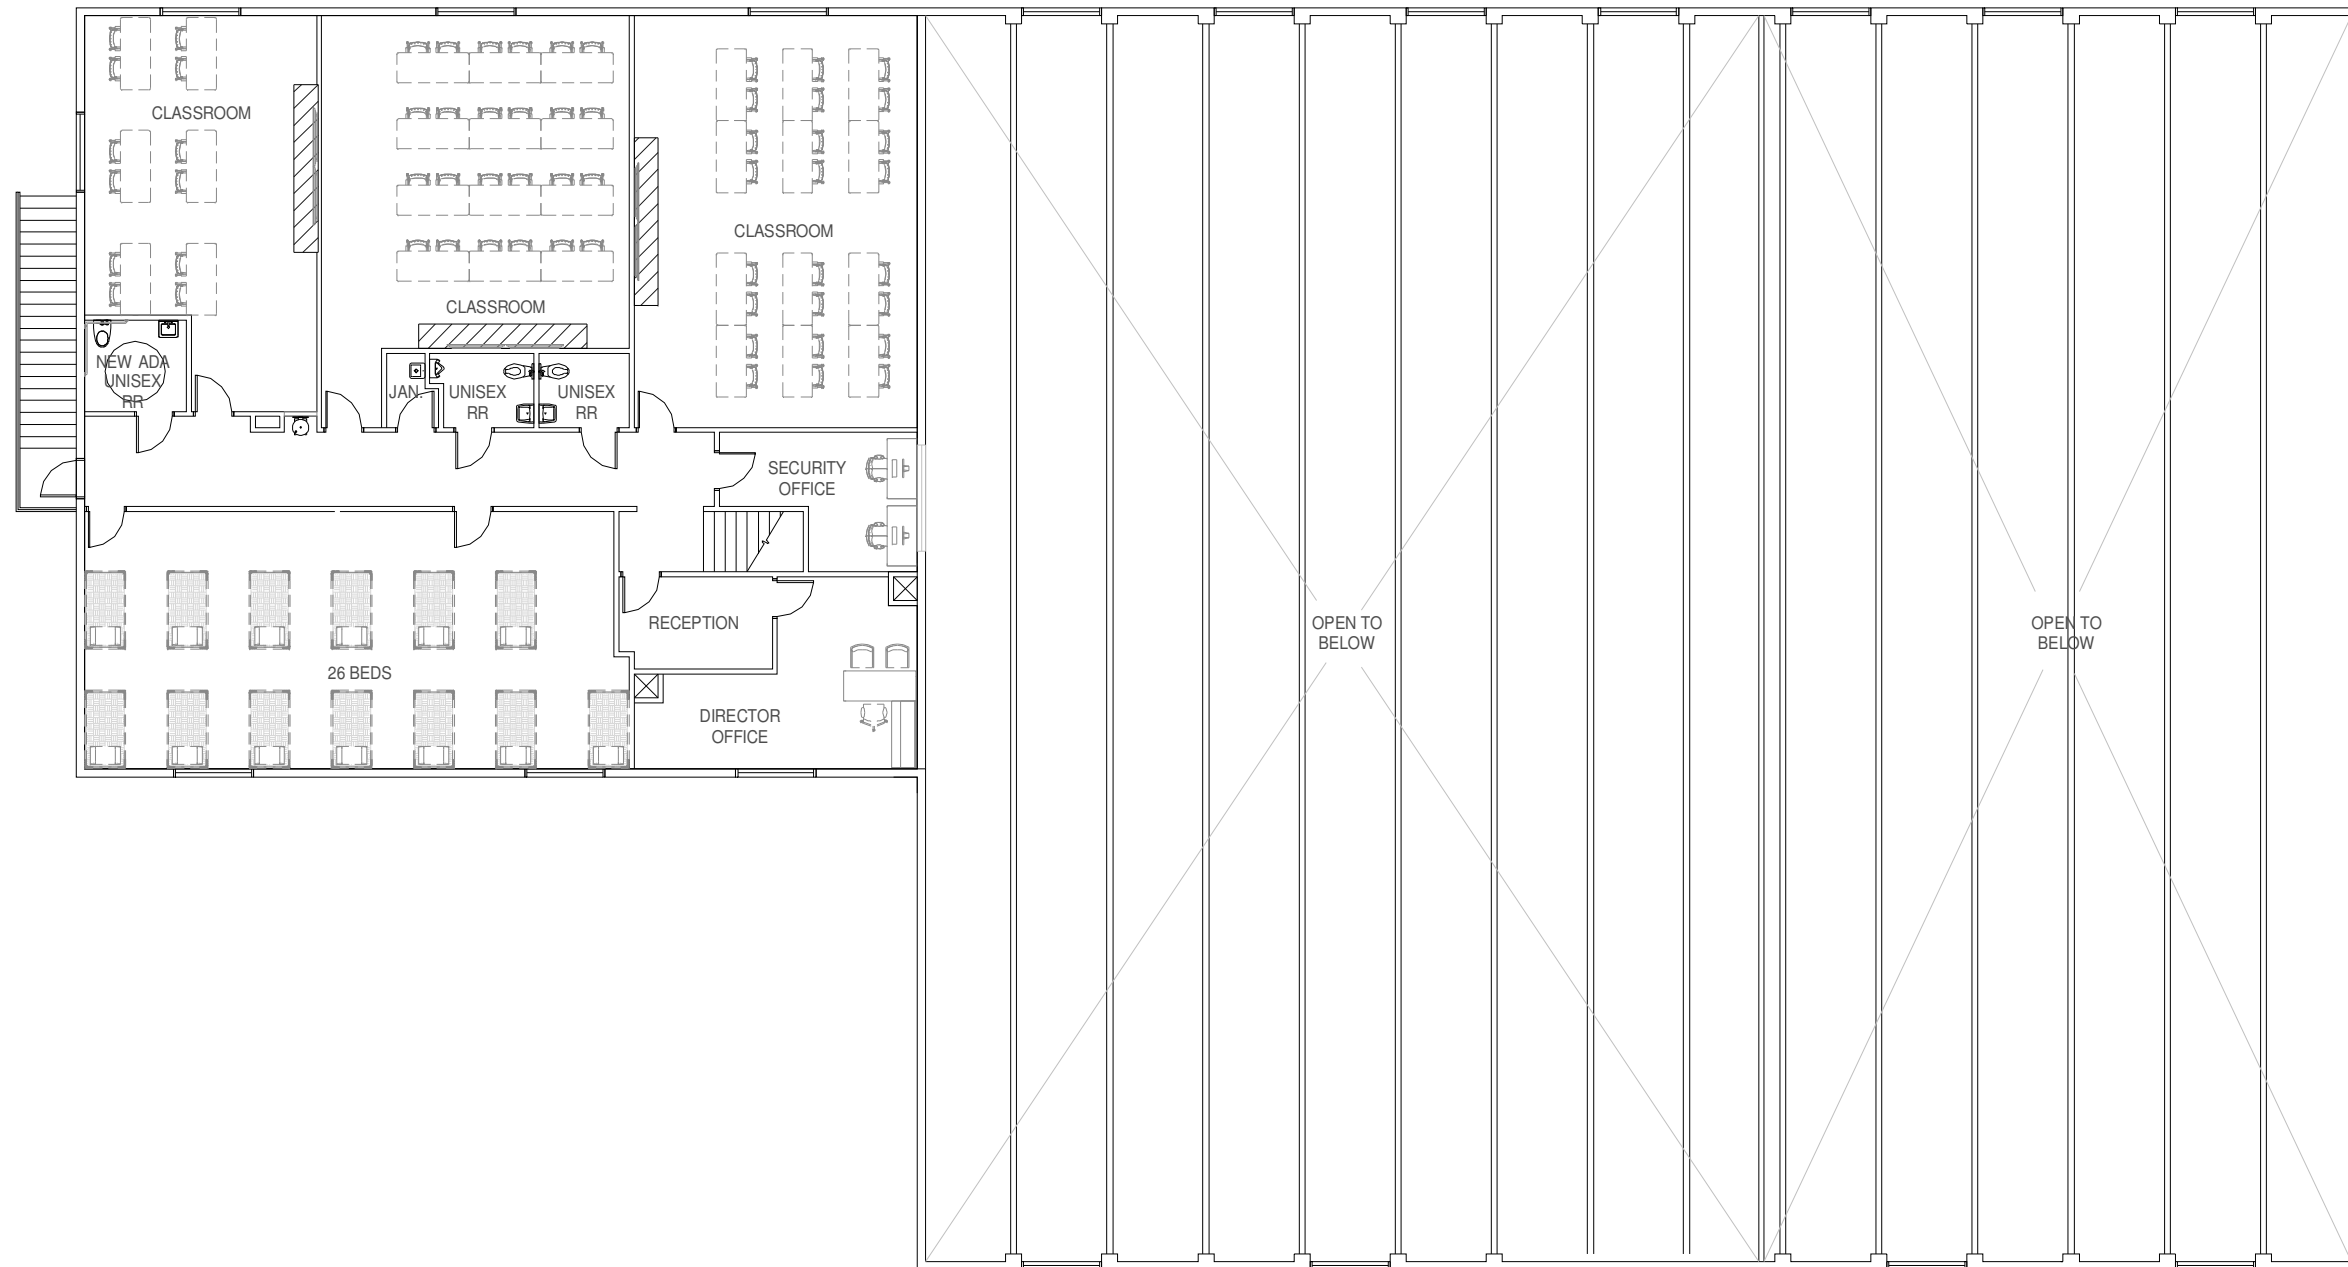 CLASSROOM
CLASSROOM
CLASSROOM
NEW ADA
UNISEX
RR
JAN.
UNISEX
RR
UNISEX
RR
SECURITY
OFFICE
RECEPTION
26 BEDS
DIRECTOR
OFFICE
OPEN TO
BELOW
OPEN TO
BELOW